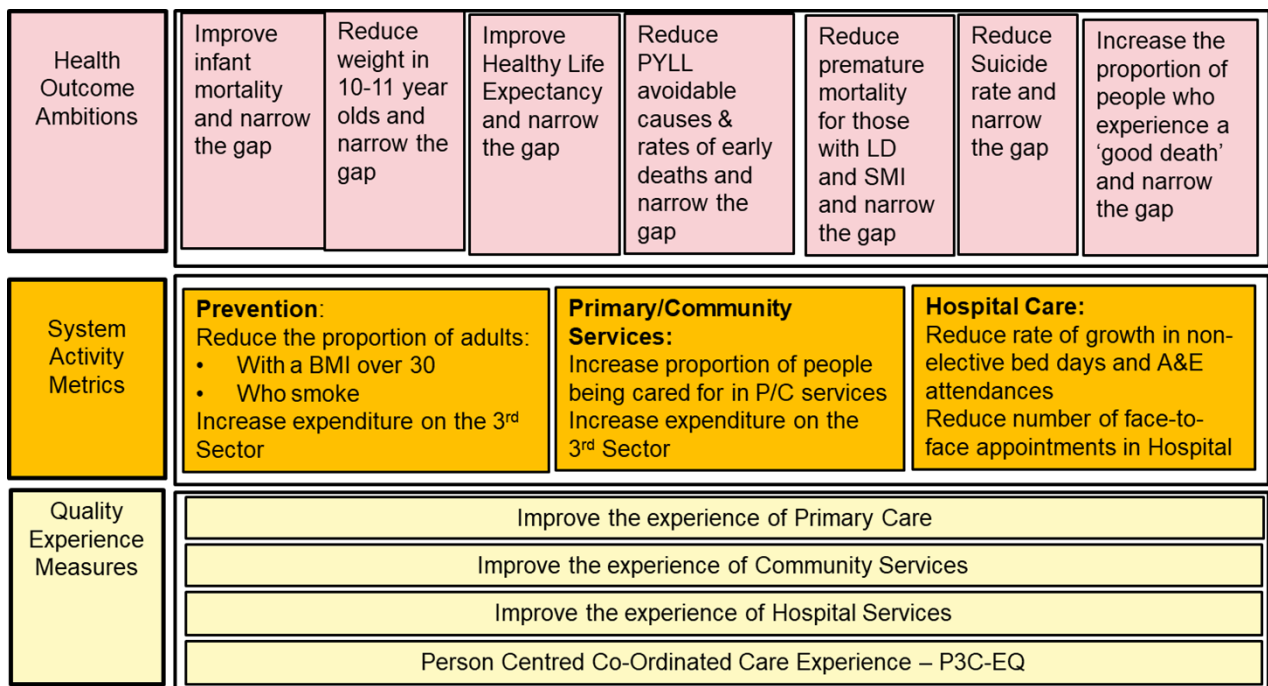 Health
Outcome
Ambitions
Improve
infant
mortality
and narrow
the gap
Reduce
weight in
10-11 year
olds and
narrow the
gap
Improve
Healthy Life
Expectancy
and narrow
the gap
Reduce
PYLL
avoidable
causes &
rates of early
deaths and
narrow the
gap
Reduce
premature
mortality
for those
with LD
and SMI
and narrow
the gap
Reduce
Suicide
rate and
narrow
the gap
Increase the
proportion of
people who
experience a
‘good death’
and narrow
the gap
System
Activity
Metrics
Prevention:
Reduce the proportion of adults:
• With a BMI over 30
• Who smoke
Increase expenditure on the 3rd
Sector
Primary/Community
Services:
Increase proportion of people
being cared for in P/C services
Increase expenditure on the
3rd Sector
Hospital Care:
Reduce rate of growth in non-
elective bed days and A&E
attendances
Reduce number of face-to-
face appointments in Hospital
Quality
Experience
Measures
Improve the experience of Primary Care
Improve the experience of Community Services
Improve the experience of Hospital Services
Person Centred Co-Ordinated Care Experience – P3C-EQ